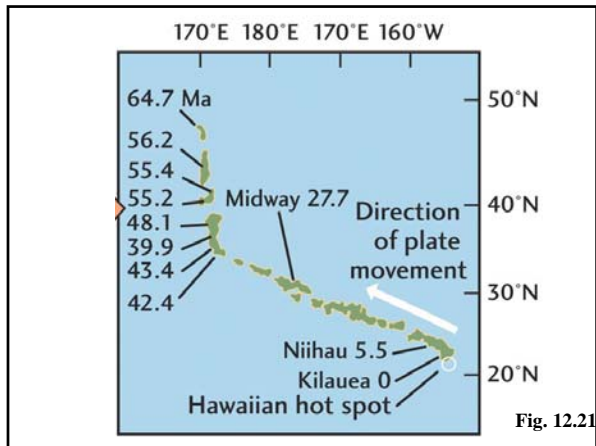 170°E 180°E 170°E 160°W
64.7 Ma
50°N
56.2
55.4
55.2
Midway 27.7
40°N
48.1
Direction
of plate
movement
39.9
43.4
42.4
30°N
Niihau 5.5
Kilauea 0
20°N
Hawaiian hot spot
Fig. 12.21